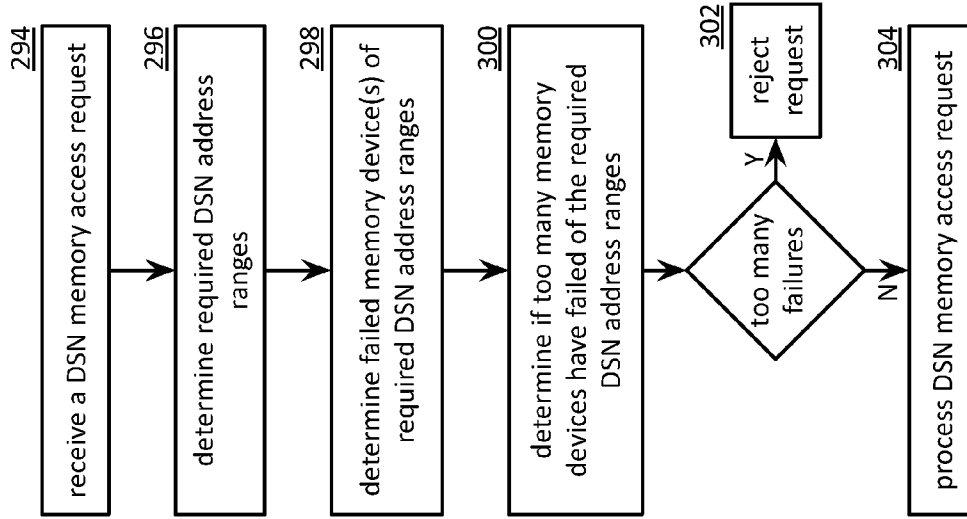 294
receive a DSN memory access request
296
determine required DSN address
ranges
298
determine failed memory device(s) of
required DSN address ranges
300
determine if too many memory
devices have failed of the required
DSN address ranges
too many
failures
Y
302
reject
request
N
304
process DSN memory access request